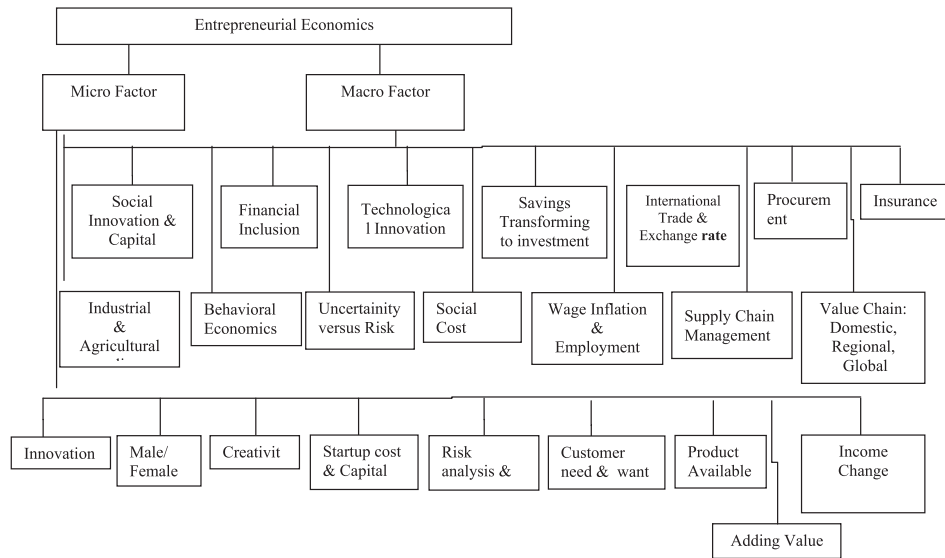 Entrepreneurial Economics
Micro Factor
Macro Factor
Social
Innovation &
Capital
Financial
Inclusion
Technologica
l Innovation
Savings
Transforming
to investment
International
Trade &
Exchange rate
Procurem
ent
Insurance
Industrial
&
Agricultural
Behavioral
Economics
Uncertainity
versus Risk
Social
Cost
Wage Inflation
&
Employment
Supply Chain
Management
Value Chain:
Domestic,
Regional,
Global
Innovation
Male/
Female
Creativit
Startup cost
& Capital
Risk
analysis &
Customer
need & want
Product
Available
Income
Change
Adding Value